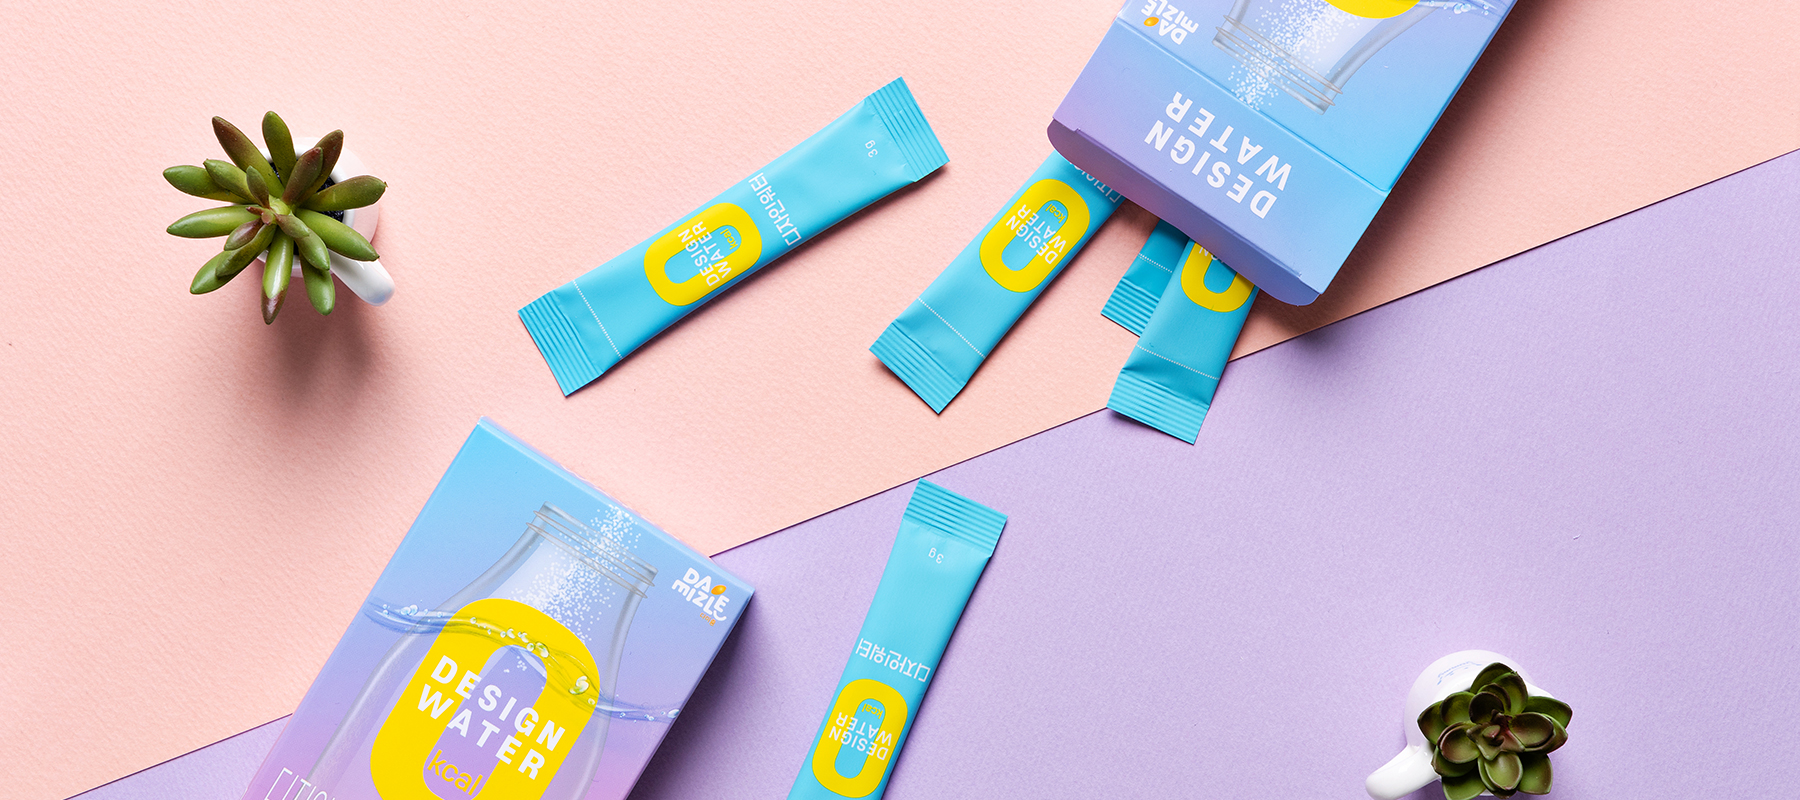 DA
MIZLE
DESIGN
WATER
3g
디자인워터
DESIGN
WATER
kcal
DESIGN
WATER
kcal
DA
MIZLE
DESIGN
WATER
kcal
3g
디자인워터
DESIGN
WATER
kcal